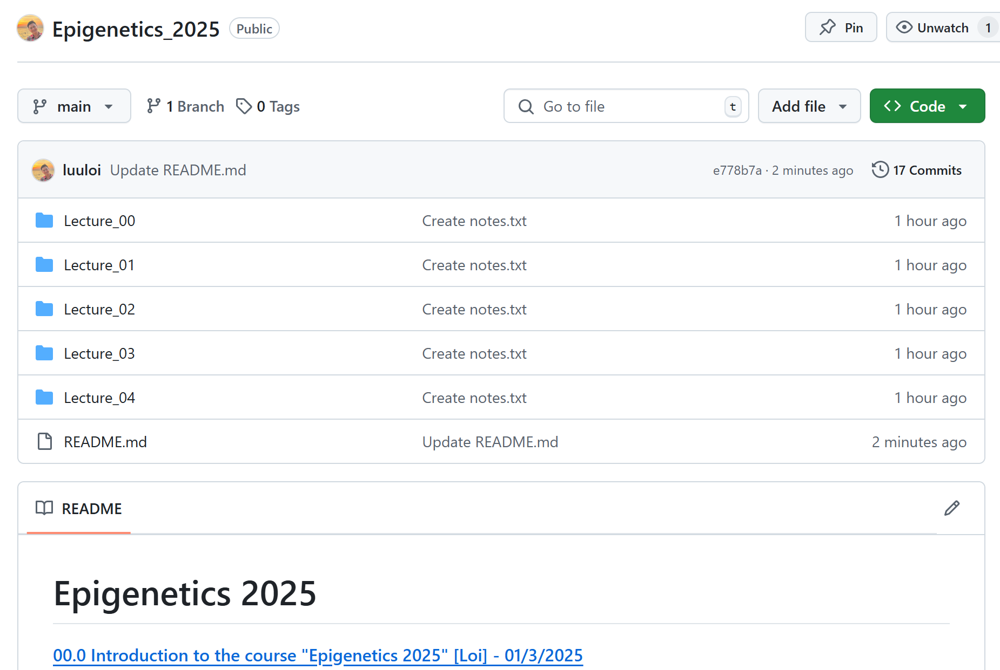 Epigenetics_2025 Public Pin Unwatch 1
main 1 Branch 0 Tags Go to file t Add file Code
luuloi Update README.md e778b7a · 2 minutes ago 17 Commits
Lecture_00 Create notes.txt 1 hour ago
Lecture_01 Create notes.txt 1 hour ago
Lecture_02 Create notes.txt 1 hour ago
Lecture_03 Create notes.txt 1 hour ago
Lecture_04 Create notes.txt 1 hour ago
README.md Update README.md 2 minutes ago
README
Epigenetics 2025
00.0 Introduction to the course "Epigenetics 2025" [Loi] - 01/3/2025